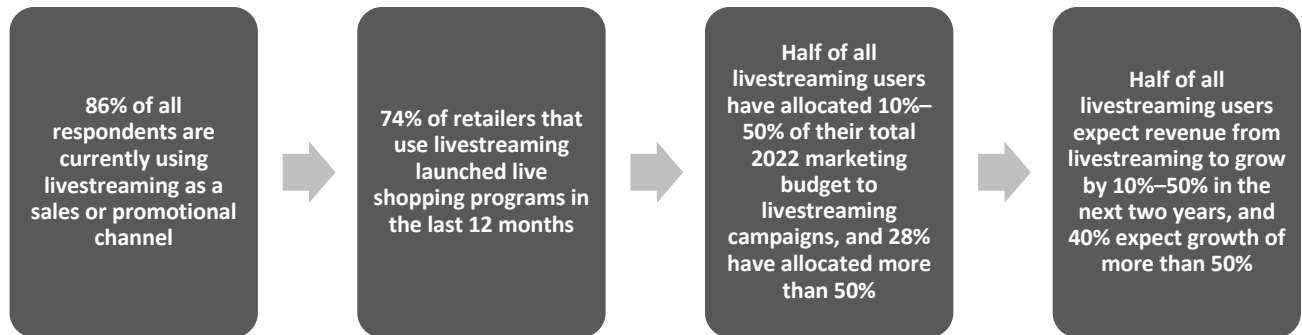 86% of all
respondents are
currently using
livestreaming as a
sales or promotional
channel
74% of retailers that
use livestreaming
launched live
shopping programs in
the last 12 months
Half of all
livestreaming users
have allocated 10%–
50% of their total
2022 marketing
budget to
livestreaming
campaigns, and 28%
have allocated more
than 50%
Half of all
livestreaming users
expect revenue from
livestreaming to grow
by 10%–50% in the
next two years, and
40% expect growth of
more than 50%